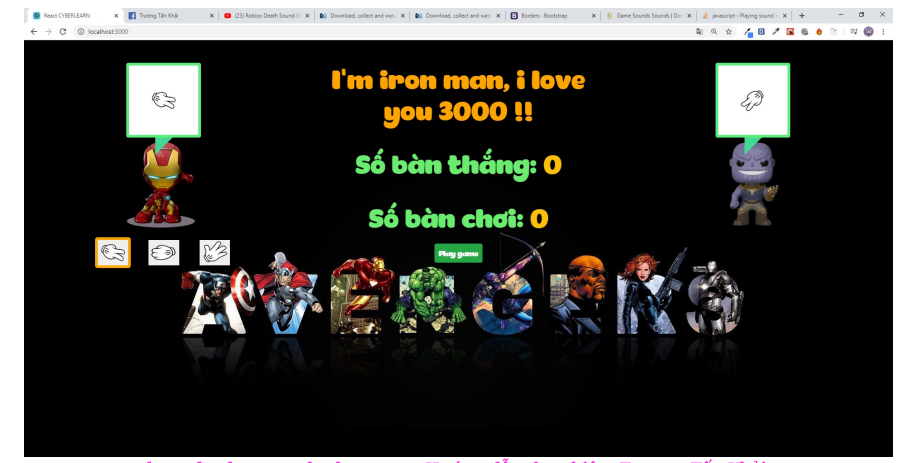 React CYBERLEARN
Trương Tấn Khải
(23) Roblox Death Sound E
Download, collect and wat
Download, collect and wat
Borders · Bootstrap
Game Sounds Sounds | Do
javascript - Playing sound
localhost:3000
I'm iron man, i love
you 3000 !!
Số bàn thắng: 0
Số bàn chơi: 0
Play game
AVENGERS